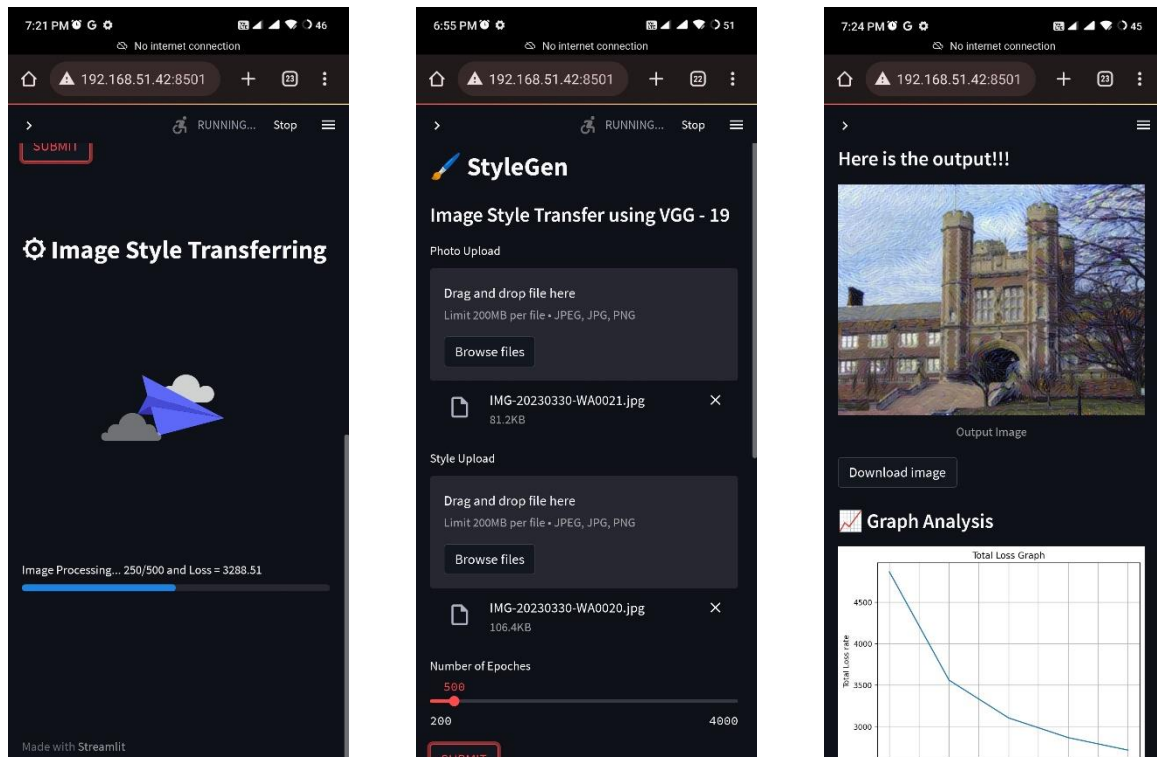 7:21 PM G 46
No internet connection
192.168.51.42:8501 23
RUNNING... Stop
SUBMIT
Image Style Transferring
Image Processing... 250/500 and Loss = 3288.51
Made with Streamlit
6:55 PM 51
No internet connection
192.168.51.42:8501 22
RUNNING... Stop
StyleGen
Image Style Transfer using VGG - 19
Photo Upload
Drag and drop file here
Limit 200MB per file • JPEG, JPG, PNG
Browse files
IMG-20230330-WA0021.jpg
81.2KB
Style Upload
Drag and drop file here
Limit 200MB per file • JPEG, JPG, PNG
Browse files
IMG-20230330-WA0020.jpg
106.4KB
Number of Epoches
500
200 4000
SUBMIT
7:24 PM G 45
No internet connection
192.168.51.42:8501 23
Here is the output!!!
Output Image
Download image
Graph Analysis
Total Loss Graph
Total Loss rate
4500
4000
3500
3000